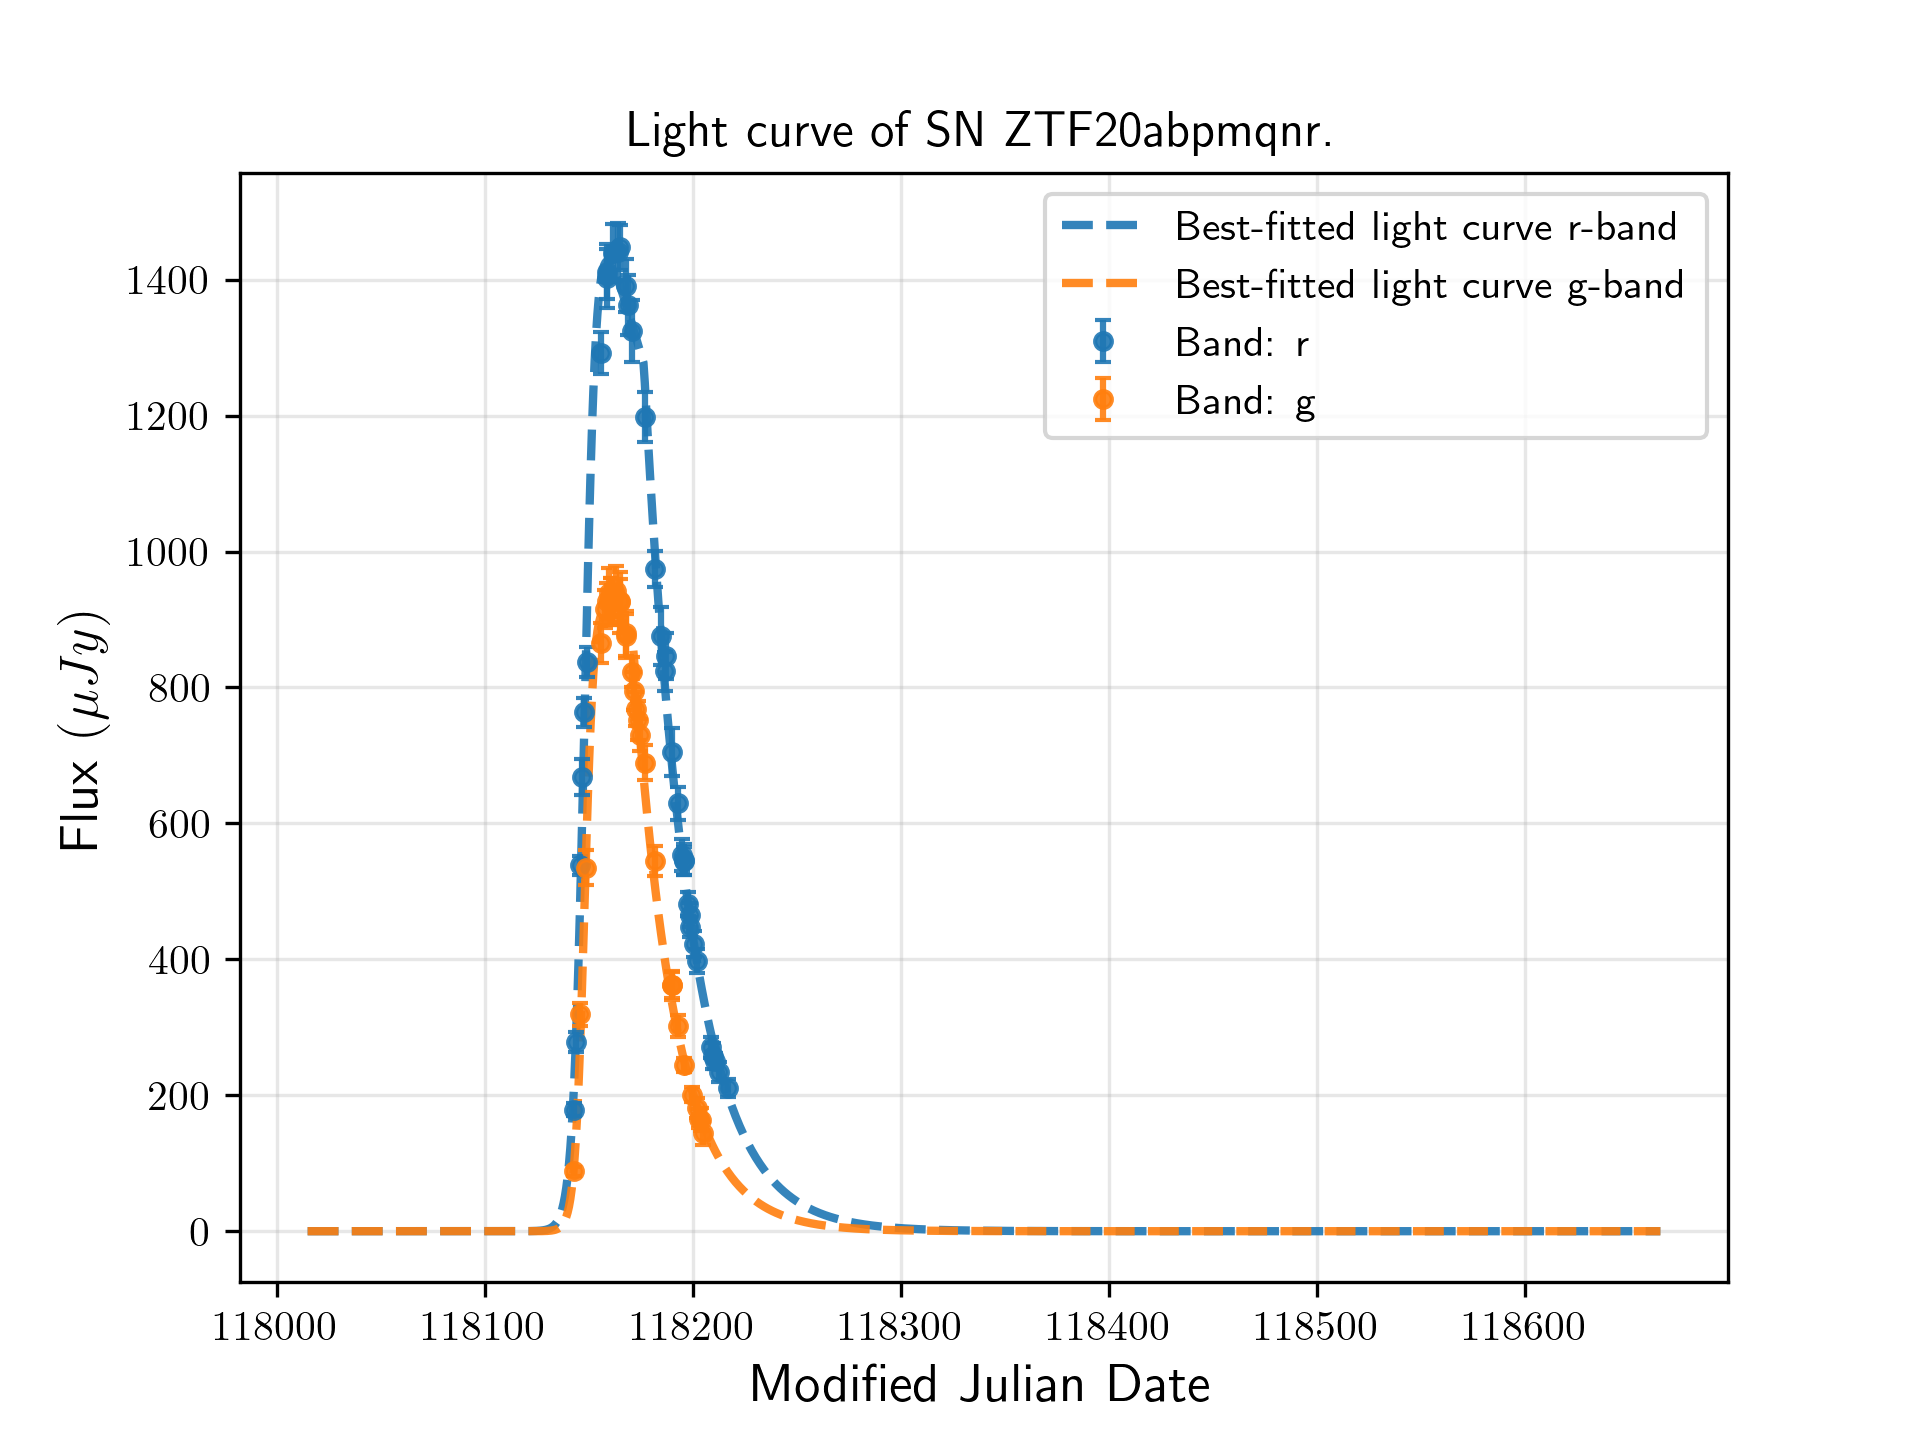 Light curve of SN ZTF20abpmqnr.
Best-fitted light curve r-band
Best-fitted light curve g-band
Band: r
Band: g
1400
1200
1000
800
600
400
200
0
Flux (μJy)
118000 118100 118200 118300 118400 118500 118600
Modified Julian Date